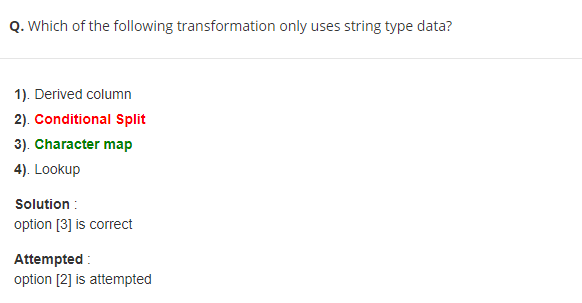 Q. Which of the following transformation only uses string type data?
1). Derived column
2). Conditional Split
3). Character map
4). Lookup
Solution :
option [3] is correct
Attempted :
option [2] is attempted